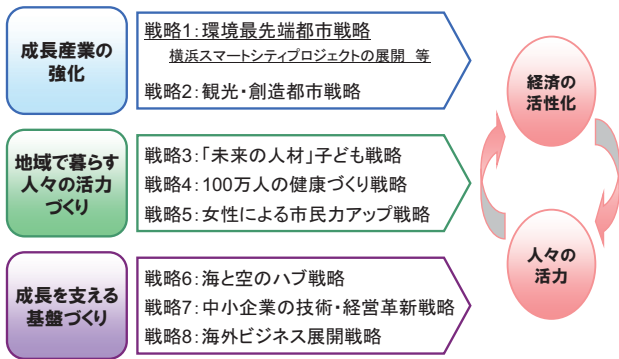 成長産業の
強化
戦略1:環境最先端都市戦略
横浜スマートシティプロジェクトの展開 等
戦略2:観光・創造都市戦略
地域で暮らす
人々の活力
づくり
戦略3:「未来の人材」子ども戦略
戦略4:100万人の健康づくり戦略
戦略5:女性による市民力アップ戦略
成長を支える
基盤づくり
戦略6:海と空のハブ戦略
戦略7:中小企業の技術・経営革新戦略
戦略8:海外ビジネス展開戦略
経済の
活性化
人々の
活力